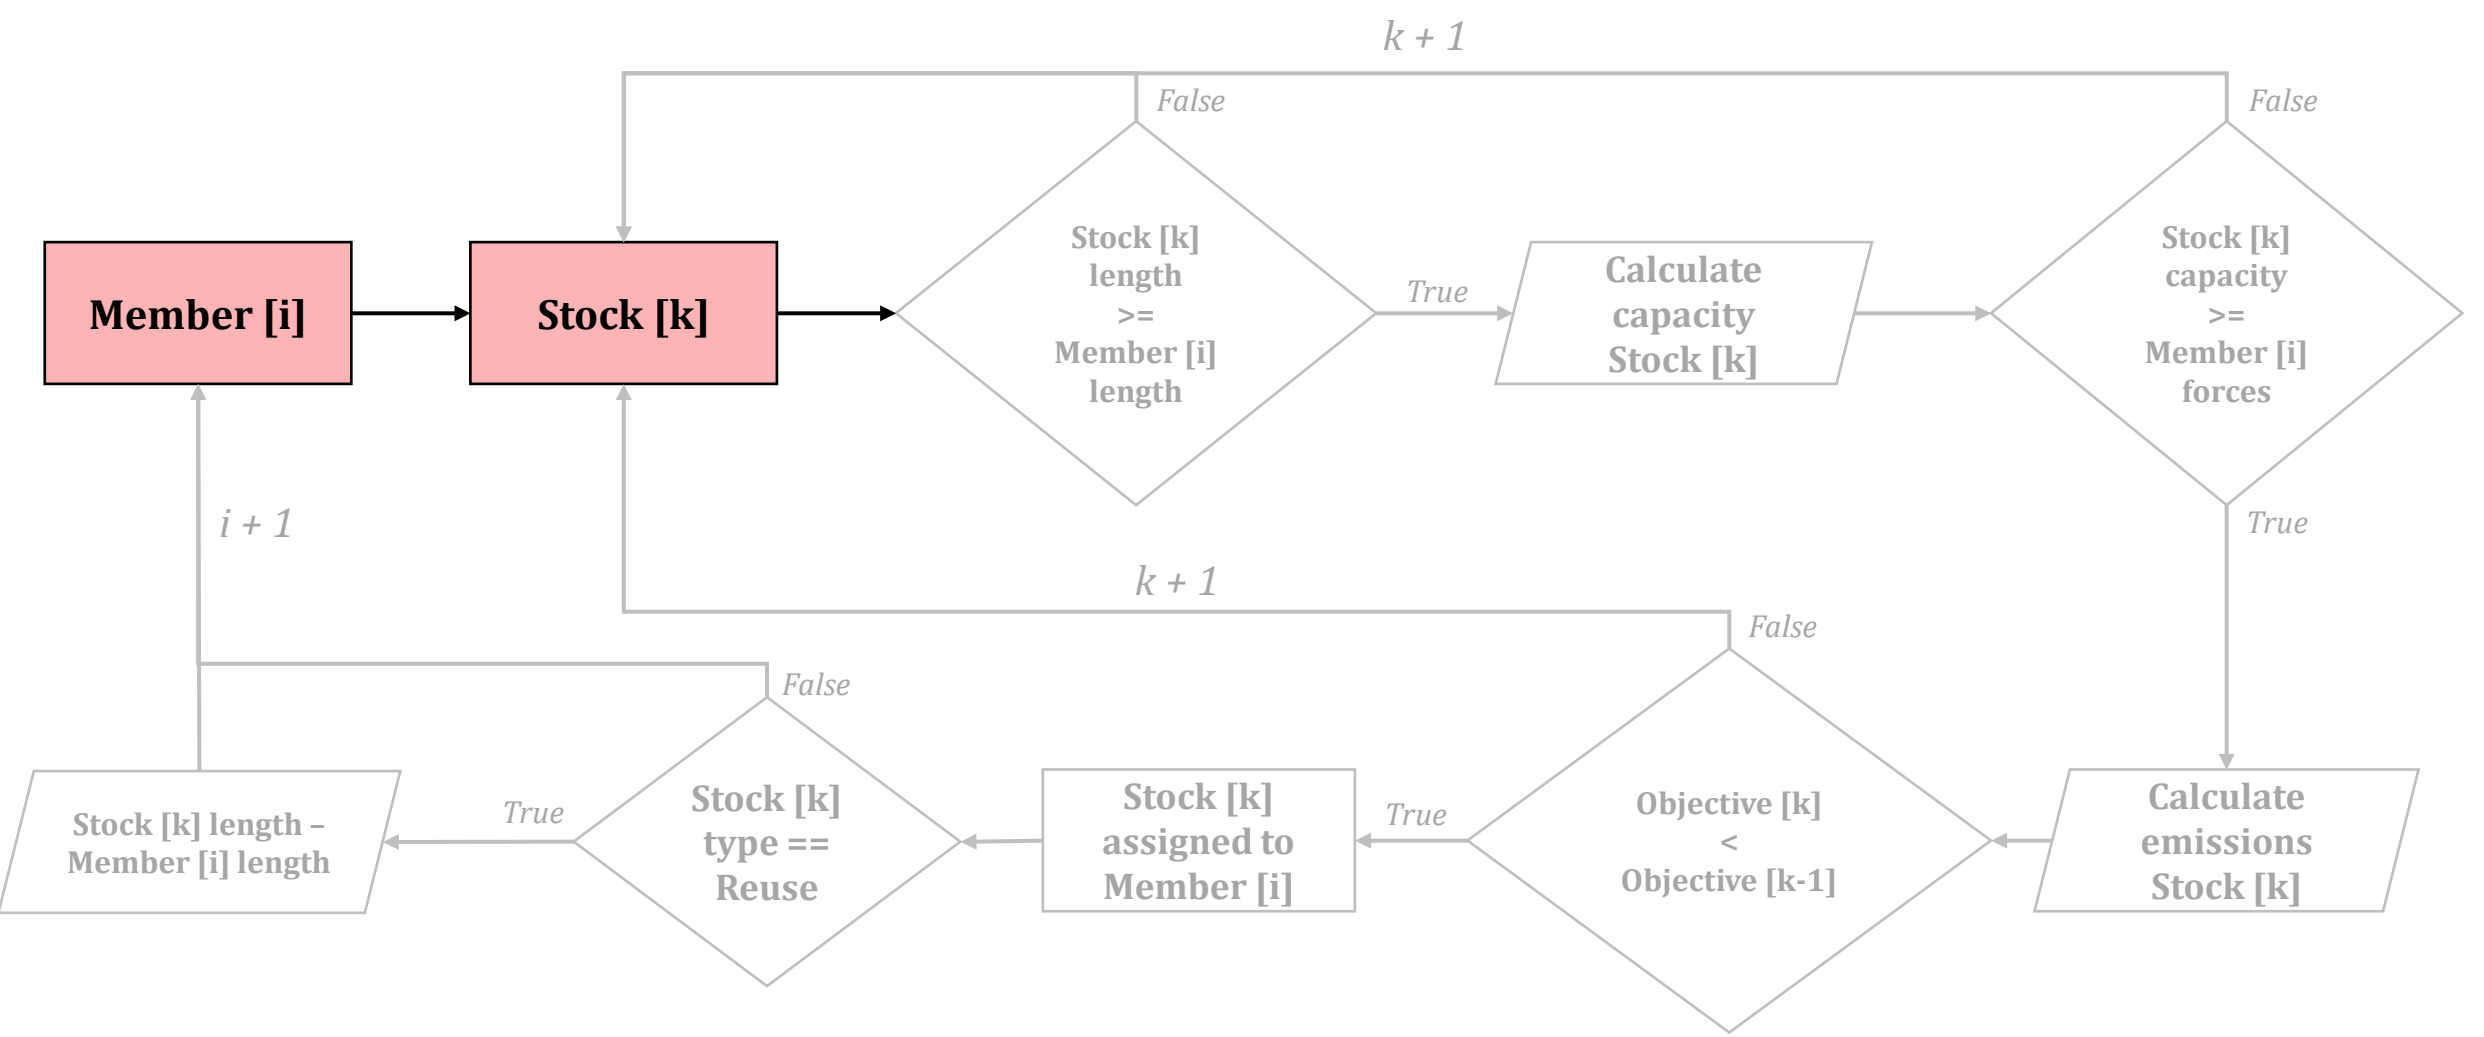 k + 1
False
False
Member [i]
Stock [k]
Stock [k]
length
>=
Member [i]
length
True
Calculate
capacity
Stock [k]
Stock [k]
capacity
>=
Member [i]
forces
True
i + 1
k + 1
False
False
Stock [k] length –
Member [i] length
True
Stock [k]
type ==
Reuse
Stock [k]
assigned to
Member [i]
True
Objective [k]
<
Objective [k-1]
Calculate
emissions
Stock [k]